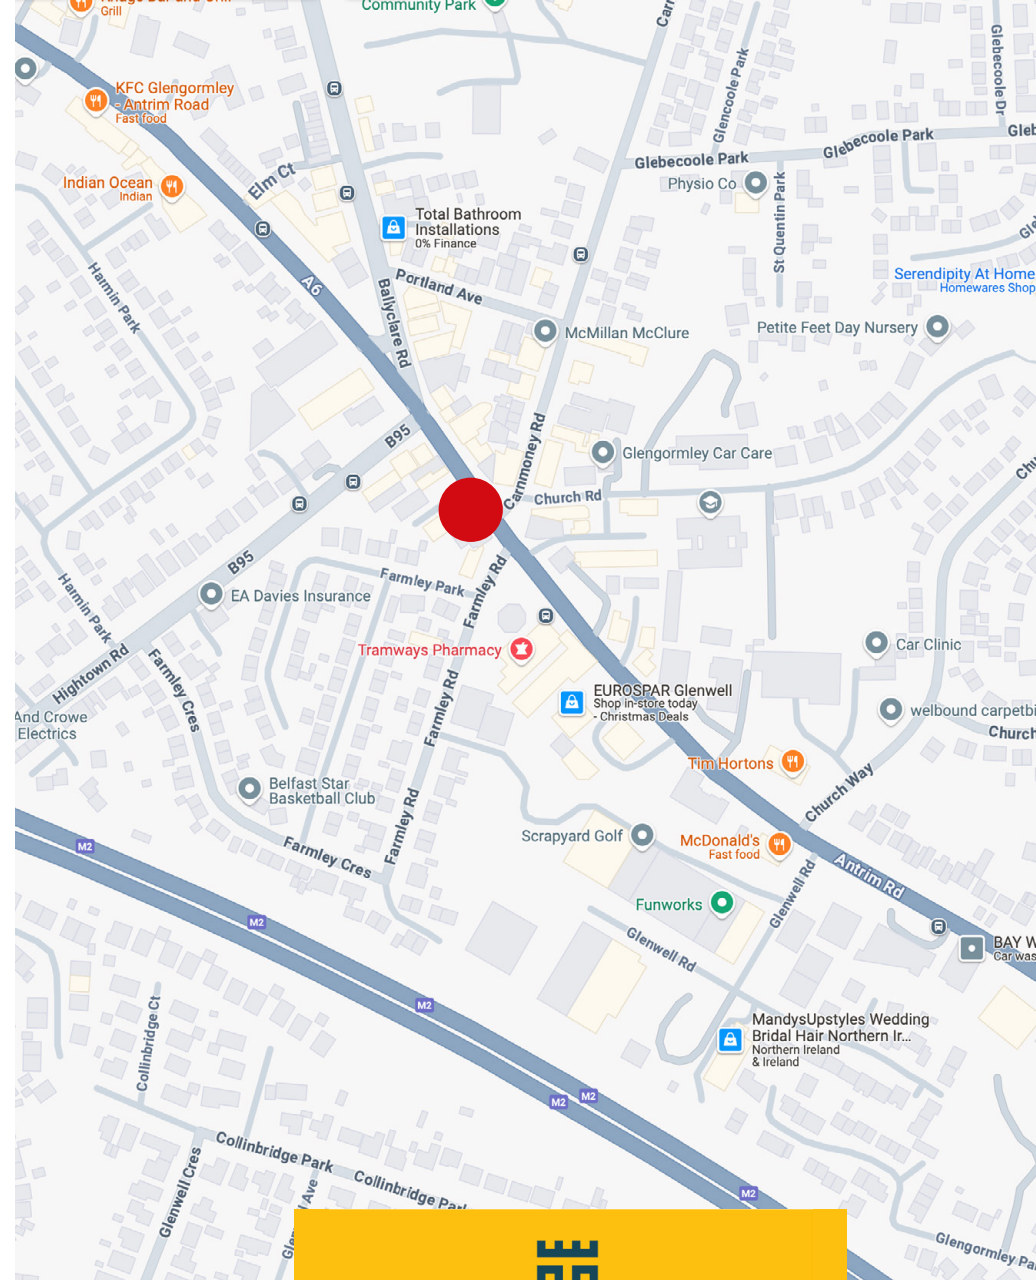 Grill
Community Park
KFC Glengormley
- Antrim Road
Fast food
Indian Ocean
Indian
Elm Ct
A6
Harmin Park
Total Bathroom
Installations
0% Finance
Portland Ave
Ballyclare Rd
McMillan McClure
Glencoole Park
Glebecoole Dr
Glebecoole Park
Glebecoole Park
Physio Co
St Quentin Park
Serendipity At Home
Homewares Shop
Petite Feet Day Nursery
B95
Carnmoney Rd
Glengormley Car Care
Church Rd
B95
EA Davies Insurance
Harmin Park
Farmley Park
Farmley Rd
Tramways Pharmacy
Hightown Rd
Farmley Cres
Farmley Rd
EUROSPAR Glenwell
Shop in-store today
- Christmas Deals
Car Clinic
welbound carpetbi
Church
And Crowe
Electrics
Tim Hortons
Church Way
Belfast Star
Basketball Club
Farmley Rd
Farmley Cres
Scrapyard Golf
McDonald's
Fast food
Antrim Rd
Funworks
Glenwell Rd
Glenwell Rd
BAY W
Car was
M2
M2
M2
MandysUpstyles Wedding
Bridal Hair Northern Ir...
Northern Ireland
& Ireland
Collinbridge Ct
M2
M2
Collinbridge Park
Collinbridge Park
Glenwell Cres
Ave
M2
Glengormley Pa